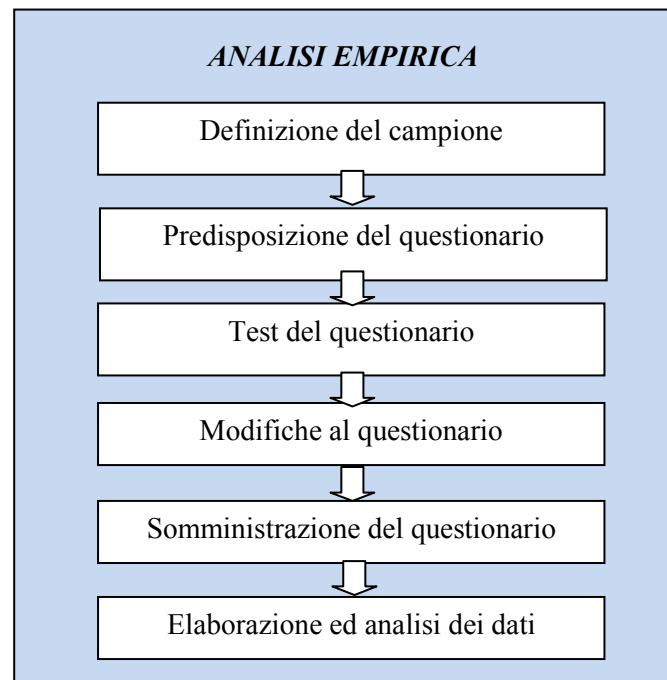 ANALISI EMPIRICA
Definizione del campione
Predisposizione del questionario
Test del questionario
Modifiche al questionario
Somministrazione del questionario
Elaborazione ed analisi dei dati